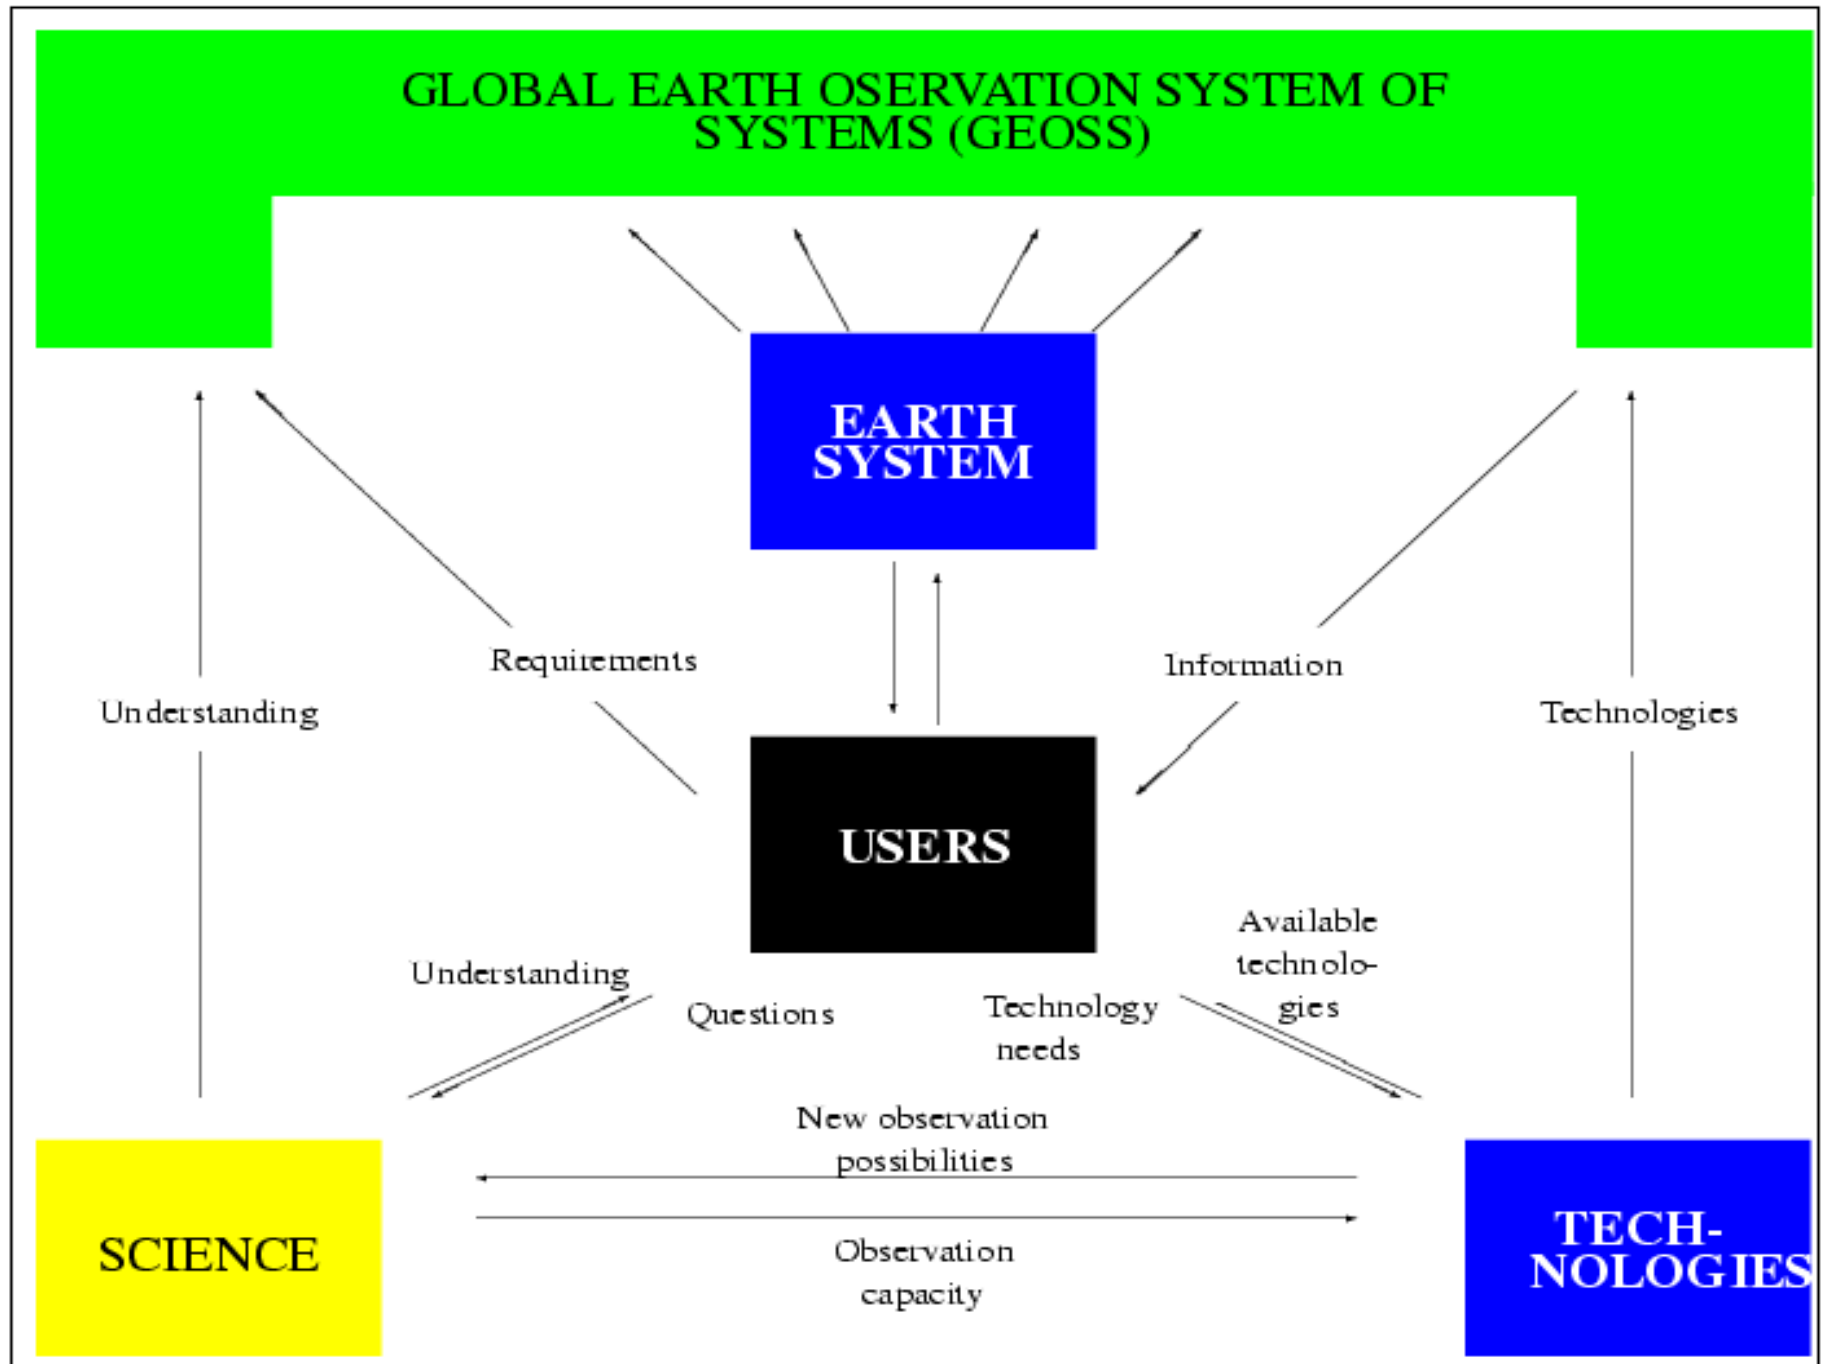 GLOBAL EARTH OSERVATION SYSTEM OF
SYSTEMS (GEOSS)
EARTH
SYSTEM
Requirements
Information
Understanding
Technologies
USERS
Available
technolo-
gies
Understanding
Questions
Technology
needs
New observation
possibilities
SCIENCE
TECH-
NOLOGIES
Observation
capacity